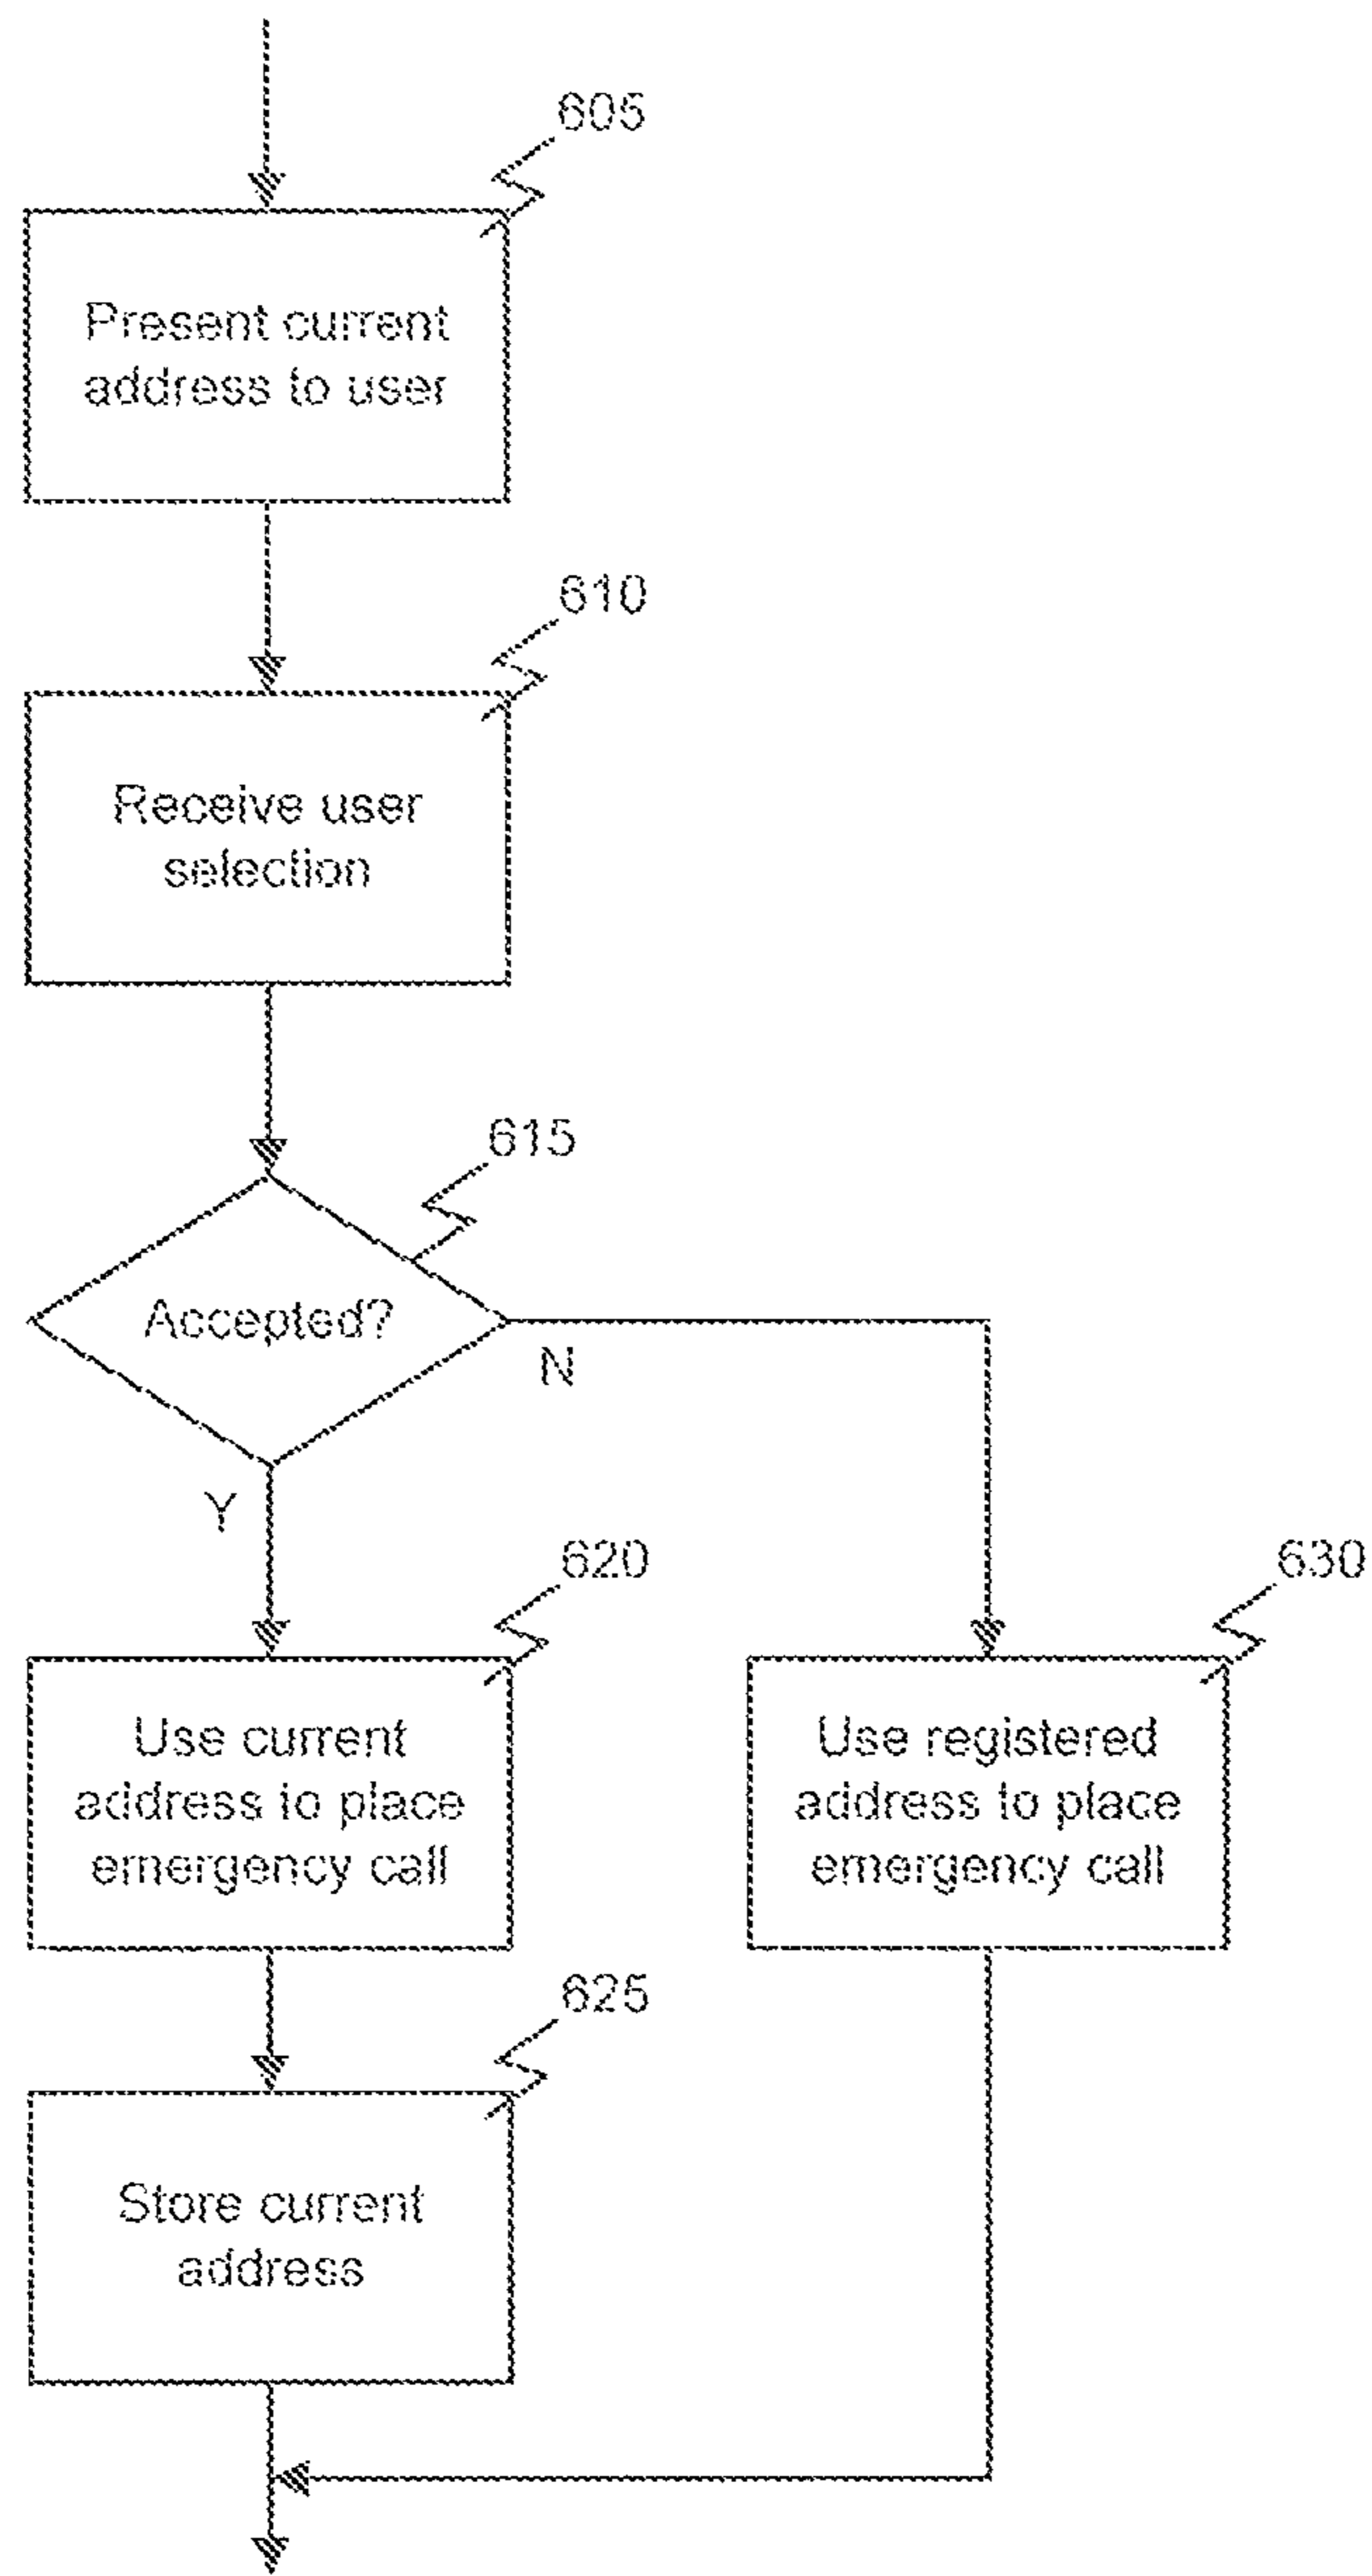 605
Present current
address to user
610
Receive user
selection
615
Accepted?
N
Y
620
630
Use current
address to place
emergency call
Use registered
address to place
emergency call
625
Store current
address